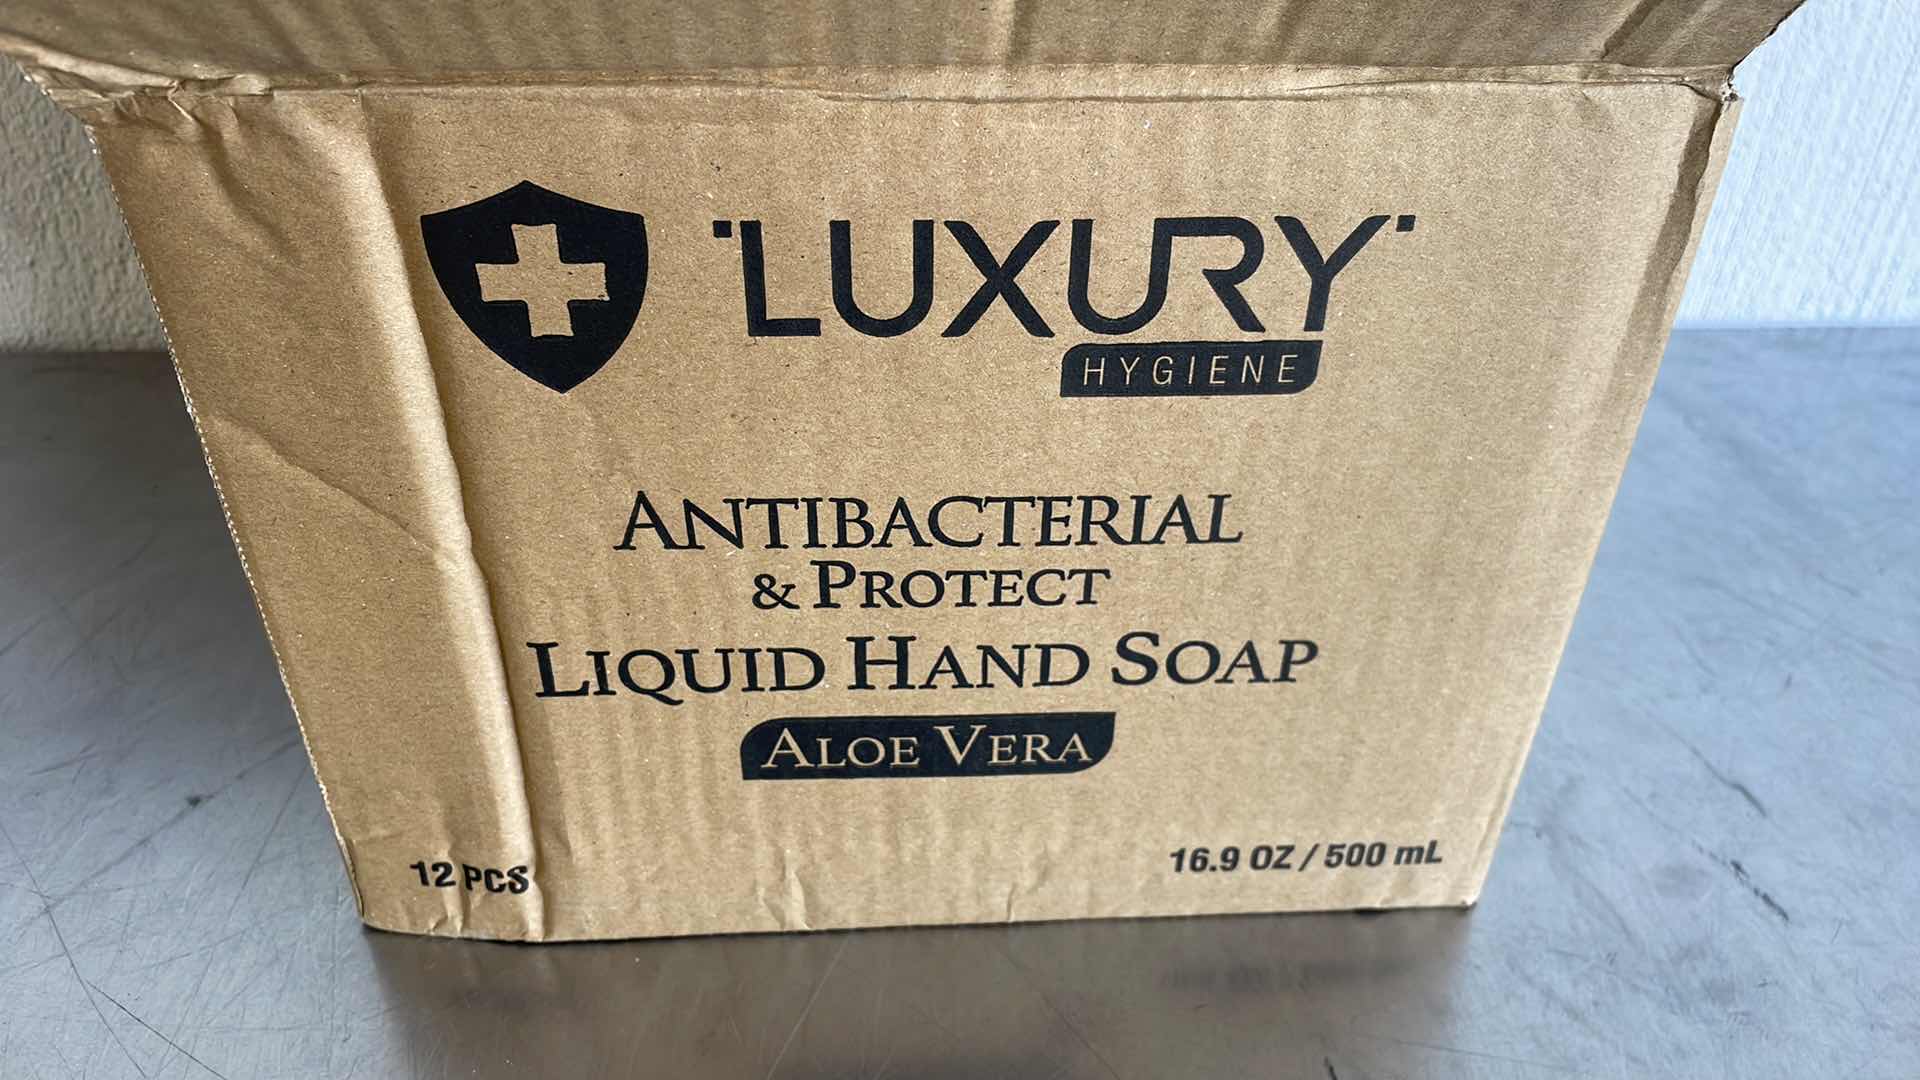 LUXURY
HYGIENE
ANTIBACTERIAL
& PROTECT
LIQUID HAND SOAP
ALOE VERA
12 PCS
16.9 OZ / 500 mL